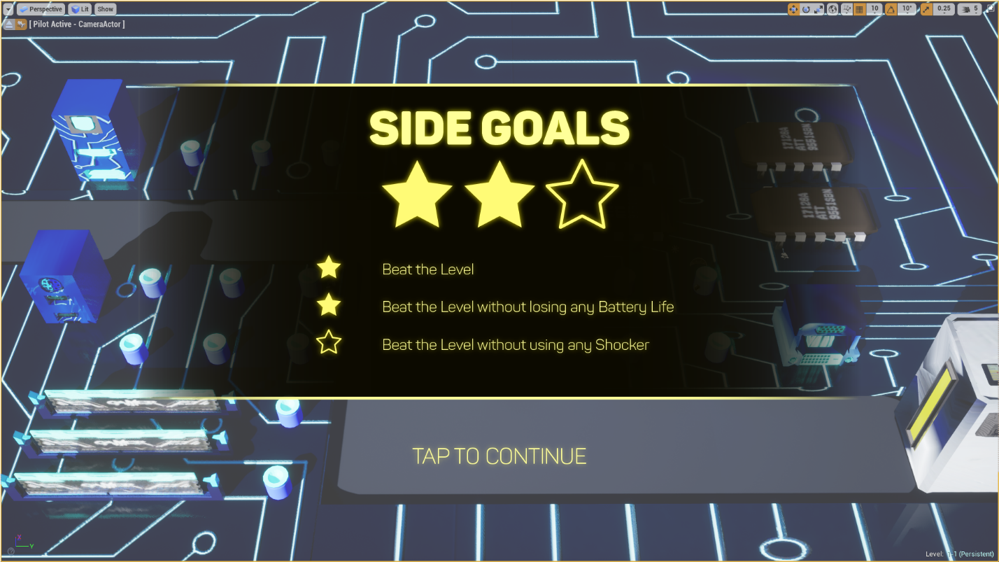 Perspective Lit Show 10 10° 0.25 5
[ Pilot Active - CameraActor ]
SIDE GOALS
17128A
ATT
9551SBN
17128A
ATT
9551SBN
Beat the Level
Beat the Level without losing any Battery Life
Beat the Level without using any Shocker
TAP TO CONTINUE
X
Y
Level: 1-1 (Persistent)